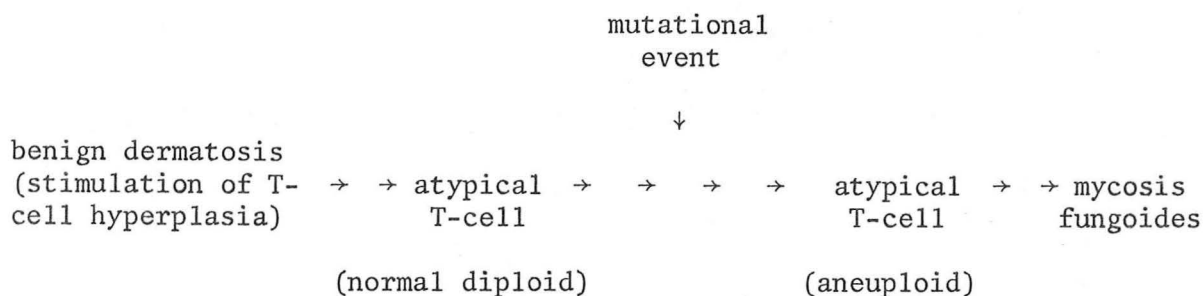 mutational
event
↓
benign dermatosis
(stimulation of T- → → atypical → → → → atypical → → mycosis
cell hyperplasia) T-cell T-cell fungoides
(normal diploid) (aneuploid)